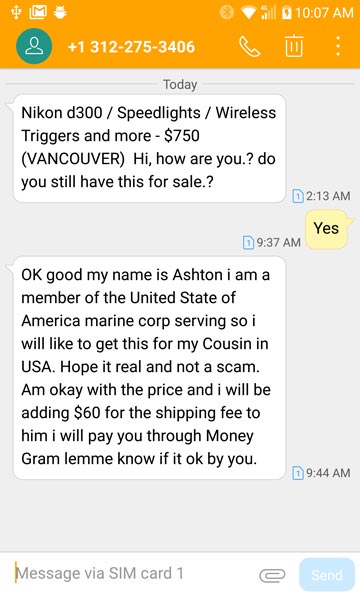 10:07 AM
+1 312-275-3406
Today
Nikon d300 / Speedlights / Wireless
Triggers and more - $750
(VANCOUVER)  Hi, how are you.? do
you still have this for sale.?
1 2:13 AM
Yes
1 9:37 AM
OK good my name is Ashton i am a
member of the United State of
America marine corp serving so i
will like to get this for my Cousin in
USA. Hope it real and not a scam.
Am okay with the price and i will be
adding $60 for the shipping fee to
him i will pay you through Money
Gram lemme know if it ok by you.
1 9:44 AM
Message via SIM card 1
Send